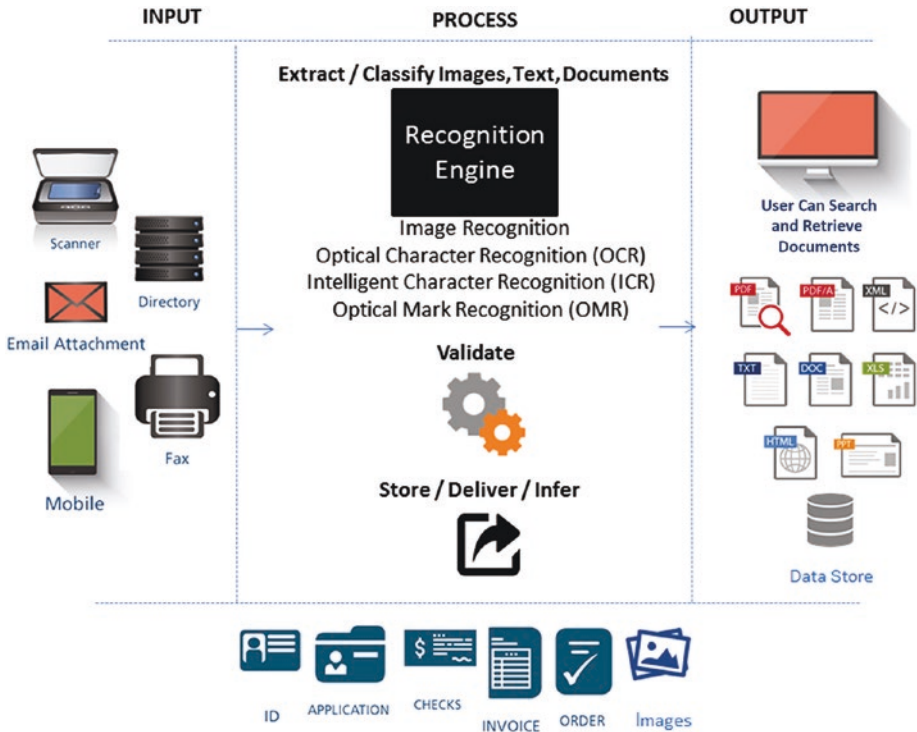 INPUT
PROCESS
OUTPUT
Scanner
Directory
Email Attachment
Fax
Mobile
Extract / Classify Images, Text, Documents
Recognition
Engine
Image Recognition
Optical Character Recognition (OCR)
Intelligent Character Recognition (ICR)
Optical Mark Recognition (OMR)
Validate
Store / Deliver / Infer
User Can Search
and Retrieve
Documents
PDF
PDF/A
XML
</>
TXT
DOC
XLS
HTML
PPT
Data Store
$
ID
APPLICATION
CHECKS
INVOICE
ORDER
Images